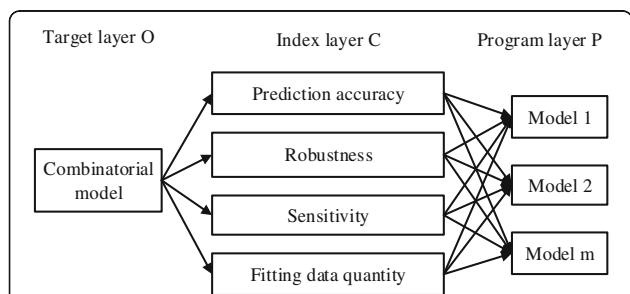 Target layer O
Index layer C
Program layer P
Prediction accuracy
Robustness
Sensitivity
Fitting data quantity
Combinatorial
model
Model 1
Model 2
Model m